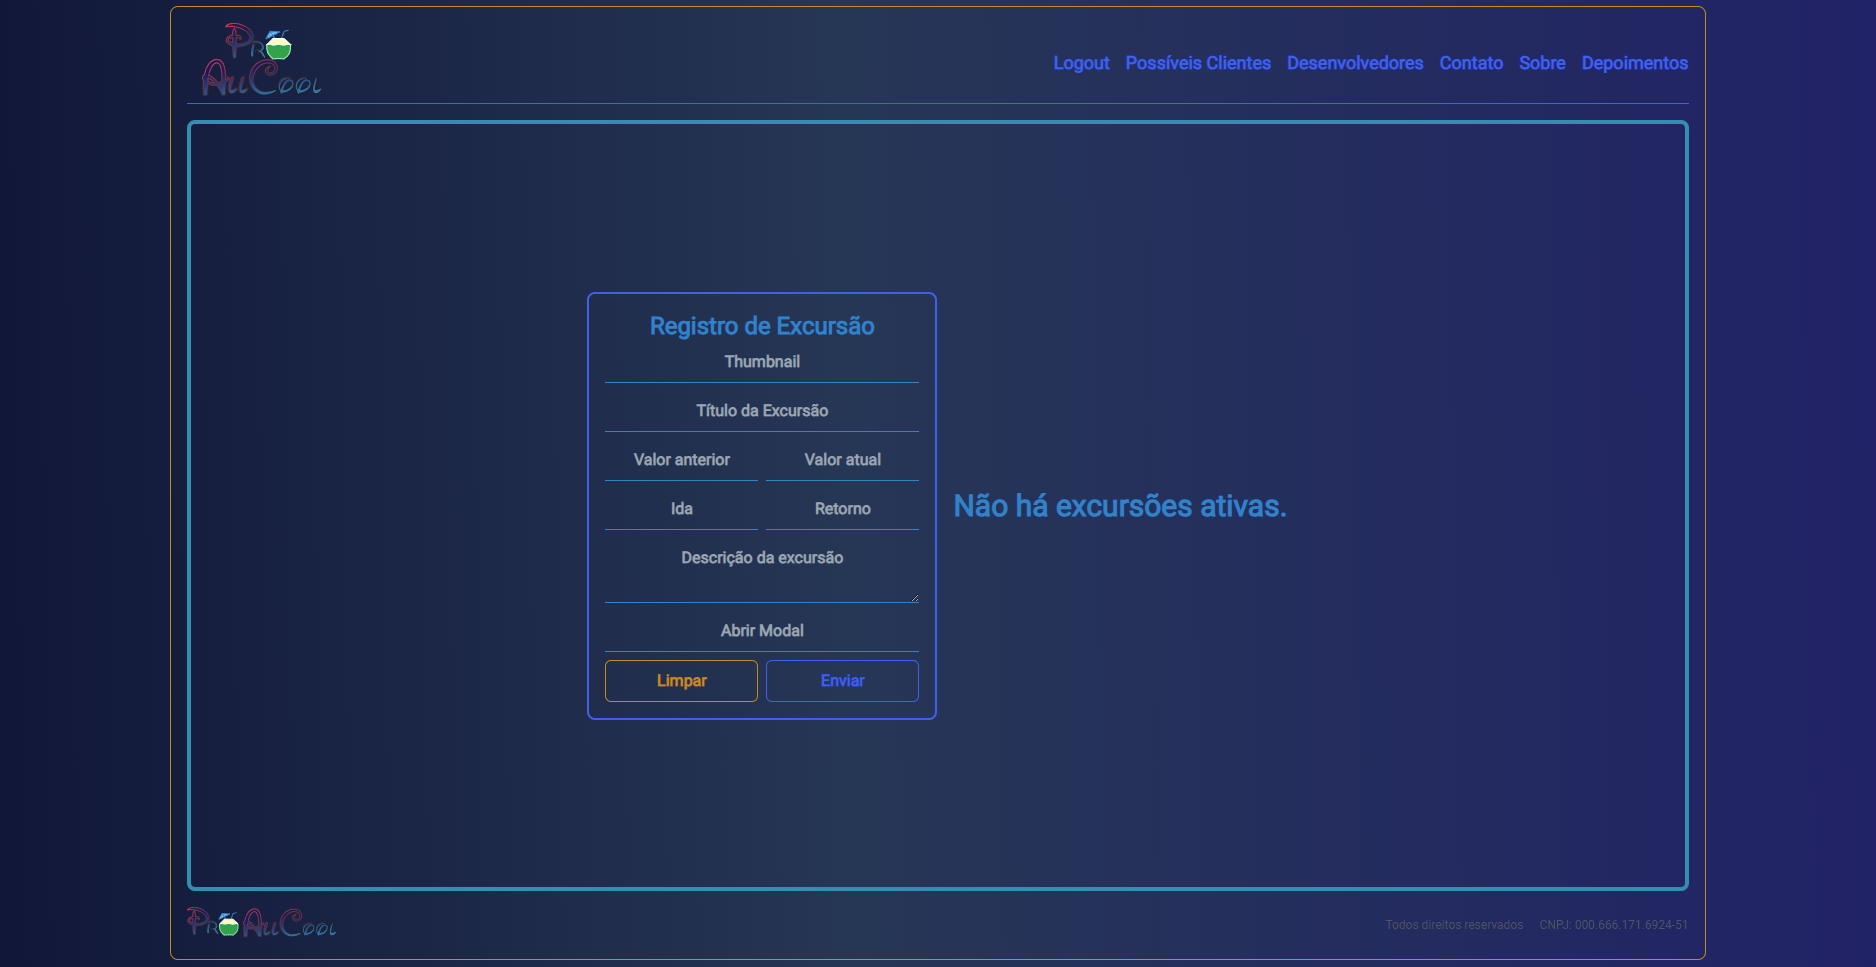 Pro
AuCool
Logout Possíveis Clientes Desenvolvedores Contato Sobre Depoimentos
Registro de Excursão
Thumbnail
Título da Excursão
Valor anterior Valor atual
Ida Retorno
Descrição da excursão
Abrir Modal
Limpar Enviar
Não há excursões ativas.
Pro AuCool
Todos direitos reservados CNPJ: 000.666.171.6924-51